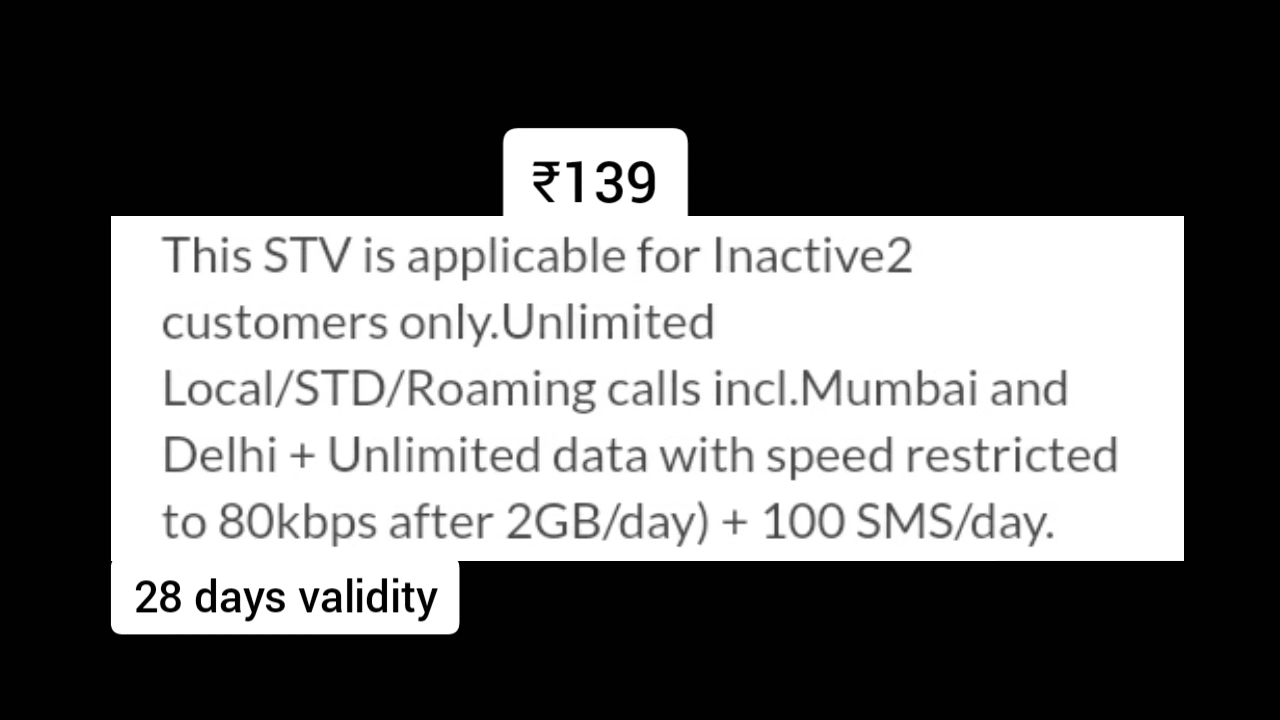 ₹139
This STV is applicable for Inactive2
customers only.Unlimited
Local/STD/Roaming calls incl.Mumbai and
Delhi + Unlimited data with speed restricted
to 80kbps after 2GB/day) + 100 SMS/day.
28 days validity